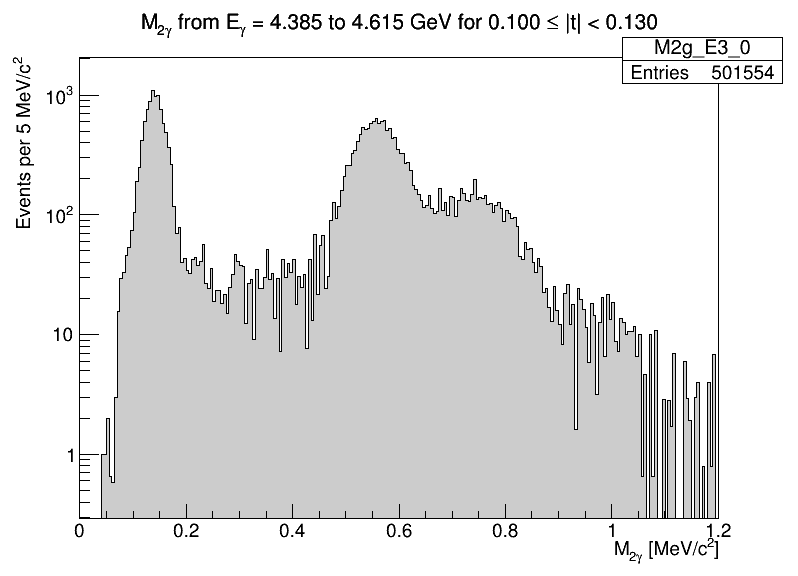 M2γ from Eγ = 4.385 to 4.615 GeV for 0.100 ≤ |t| < 0.130
M2g_E3_0
Entries 501554
Events per 5 MeV/c²
10³
10²
10
1
0 0.2 0.4 0.6 0.8 1 1.2
M2γ [MeV/c²]